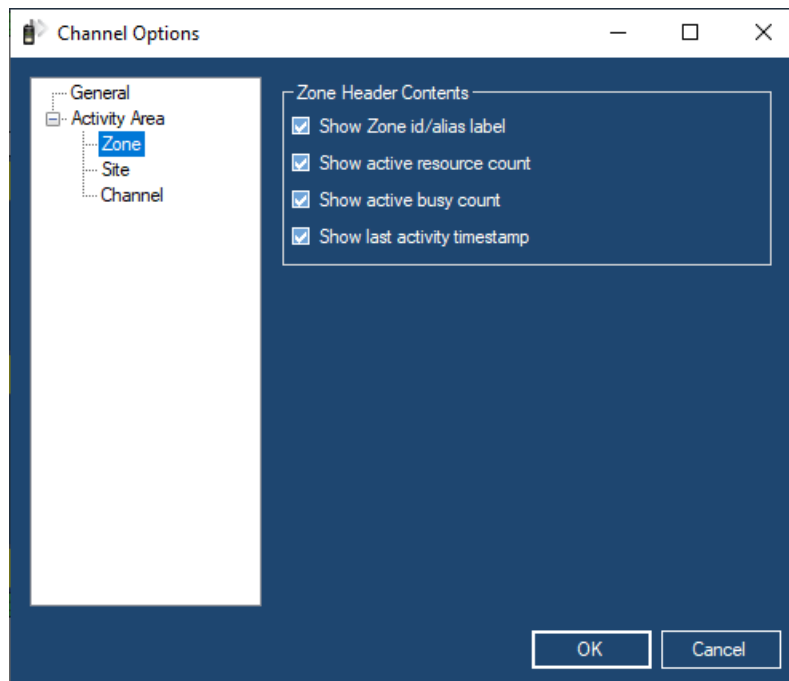 Channel Options
General
Activity Area
Zone
Site
Channel
Zone Header Contents
Show Zone id/alias label
Show active resource count
Show active busy count
Show last activity timestamp
OK
Cancel